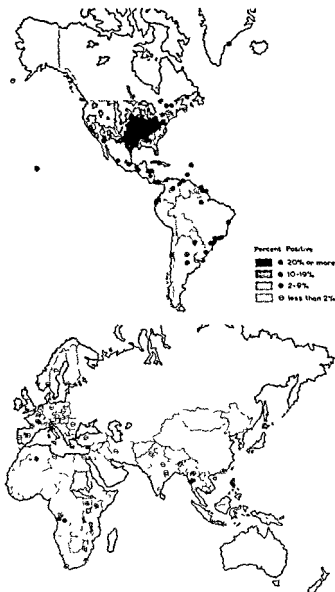 Percent Positive
20% or more
10-19%
2-9%
less than 2%